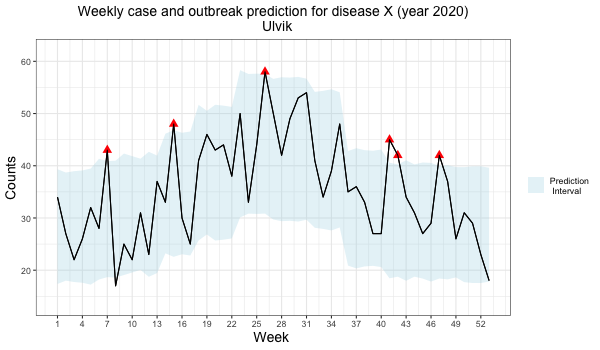 Weekly case and outbreak prediction for disease X (year 2020)
Ulvik
60
50
40
30
20
Counts
1 4 7 10 13 16 19 22 25 28 31 34 37 40 43 46 49 52
Week
Prediction
Interval